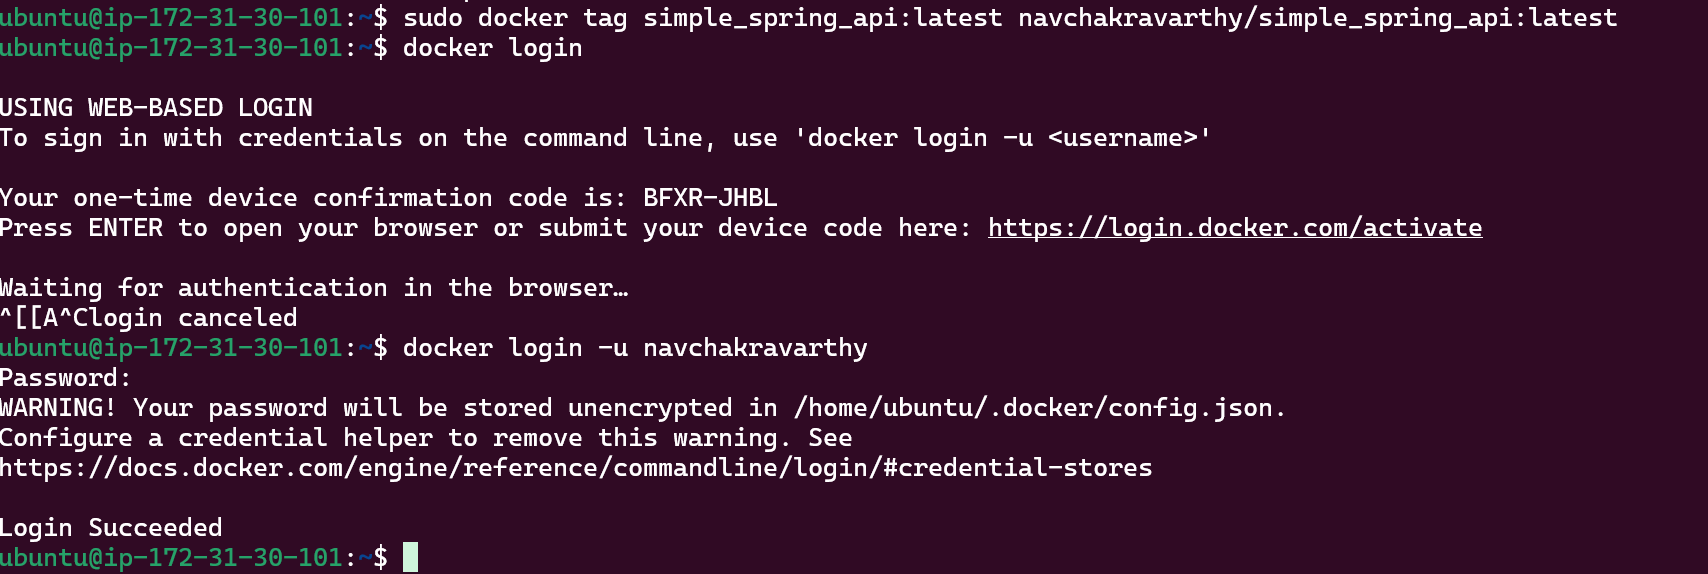 ubuntu@ip-172-31-30-101:~$ sudo docker tag simple_spring_api:latest navchakravarthy/simple_spring_api:latest
ubuntu@ip-172-31-30-101:~$ docker login
USING WEB-BASED LOGIN
To sign in with credentials on the command line, use 'docker login -u <username>'
Your one-time device confirmation code is: BFXR-JHBL
Press ENTER to open your browser or submit your device code here: https://login.docker.com/activate
Waiting for authentication in the browser…
^[[A^Clogin canceled
ubuntu@ip-172-31-30-101:~$ docker login -u navchakravarthy
Password:
WARNING! Your password will be stored unencrypted in /home/ubuntu/.docker/config.json.
Configure a credential helper to remove this warning. See
https://docs.docker.com/engine/reference/commandline/login/#credential-stores
Login Succeeded
ubuntu@ip-172-31-30-101:~$